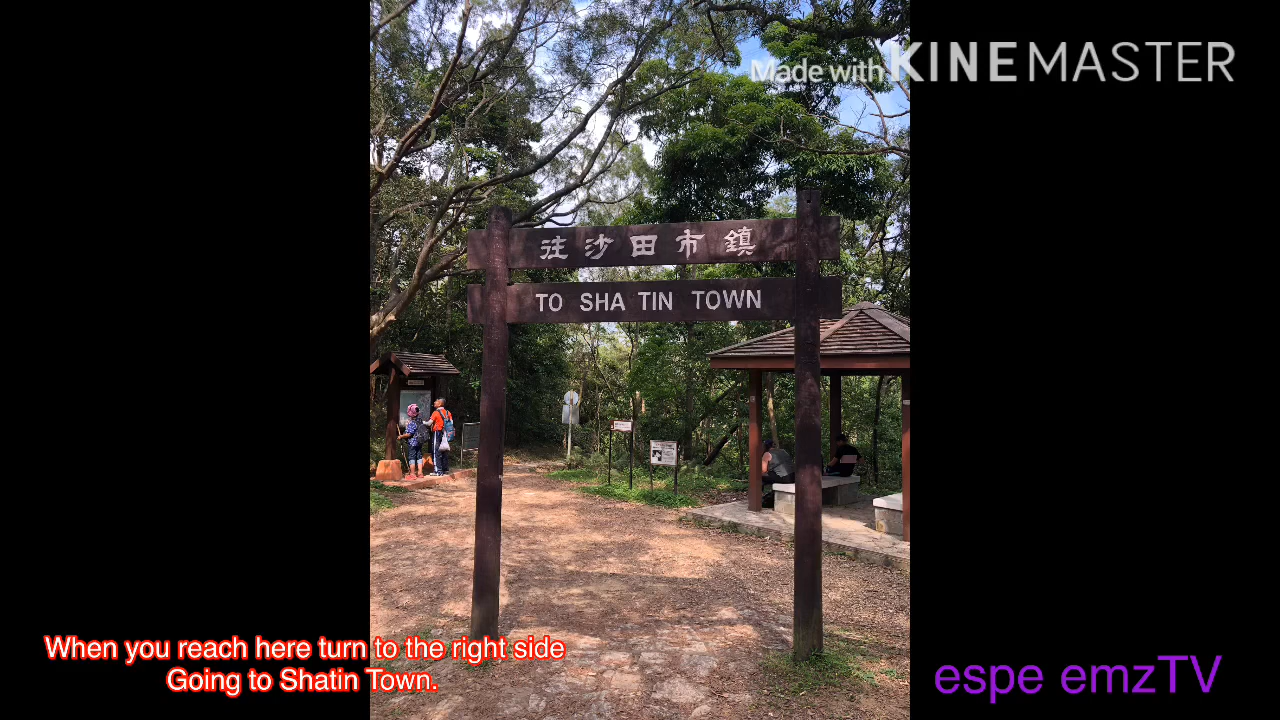 Made with KINEMASTER
往沙田市鎮
TO SHA TIN TOWN
When you reach here turn to the right side
Going to Shatin Town.
espe emzTV